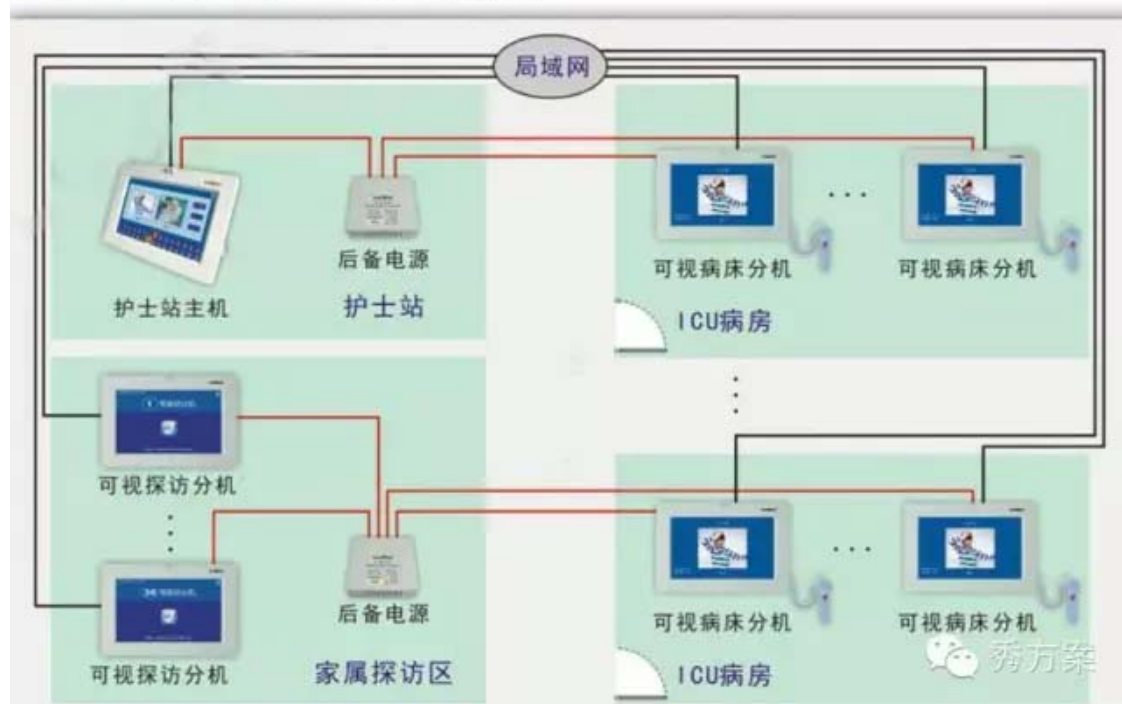 局域网
护士站主机
后备电源
护士站
可视病床分机
可视病床分机
ICU病房
可视探访分机
可视探访分机
后备电源
家属探访区
可视病床分机
可视病床分机
ICU病房
秀方案